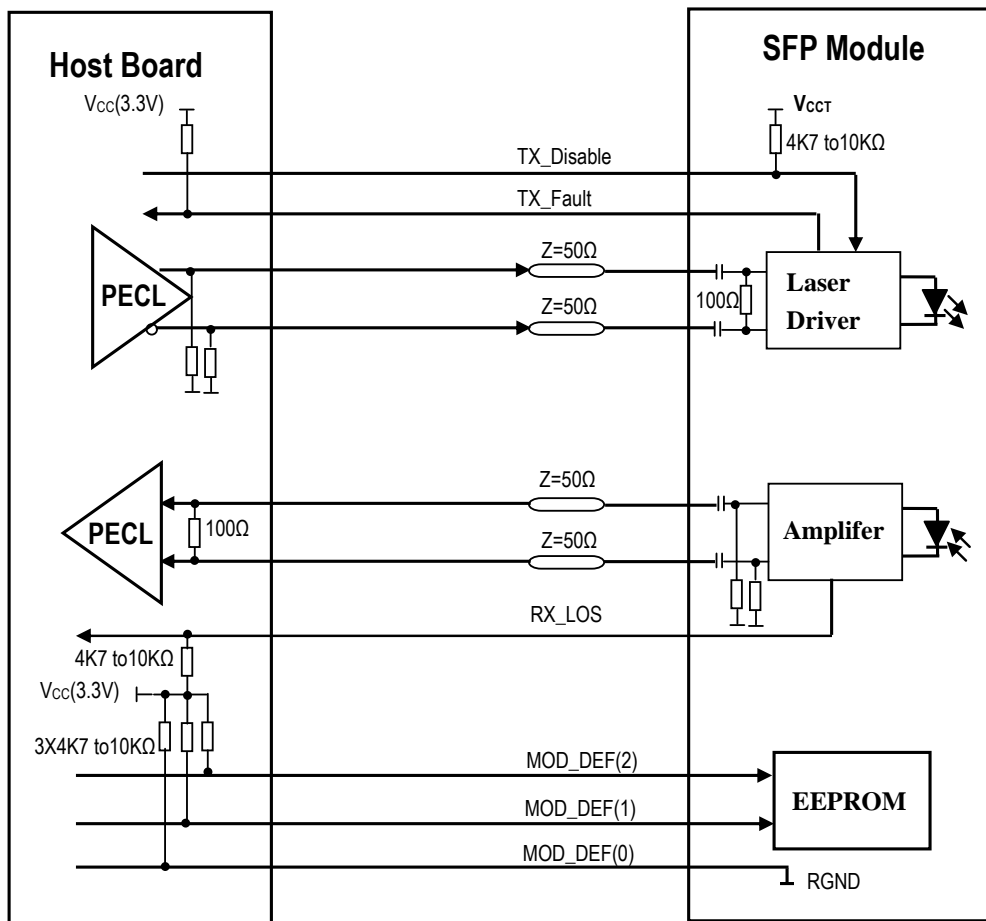 Host Board
SFP Module
VCC(3.3V)
VCCT
4K7 to10KΩ
TX_Disable
TX_Fault
Z=50Ω
PECL
Z=50Ω
100Ω
Laser
Driver
Z=50Ω
PECL
100Ω
Z=50Ω
Amplifer
RX_LOS
4K7 to10KΩ
VCC(3.3V)
3X4K7 to10KΩ
MOD_DEF(2)
EEPROM
MOD_DEF(1)
MOD_DEF(0)
RGND